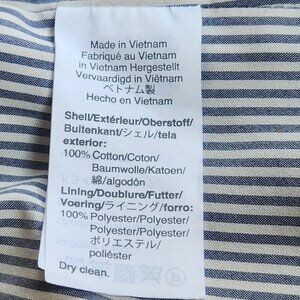 Made in Vietnam
Fabriqué au Vietnam
in Vietnam Hergestellt
Vervaardigd in Viëtnam
ベトナム製
Hecho en Vietnam
Shell/Extérieur/Oberstoff/
Buitenkant/シェル/tela
exterior:
100% Cotton/Coton/
Baumwolle/Katoen/
綿/algodón
Lining/Doublure/Futter/
Voering/ライニング/forro:
100% Polyester/Polyester/
Polyester/Polyester/
ポリエステル/
poliéster
Dry clean.